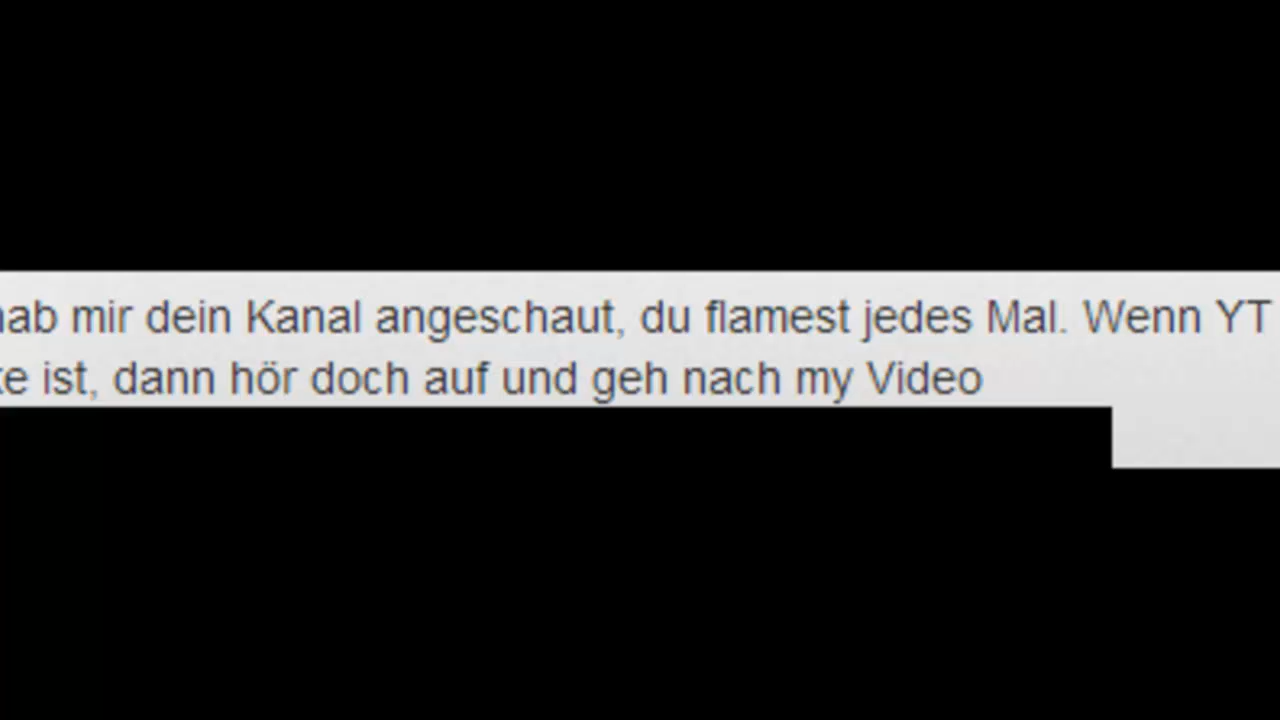 mir dein Kanal angeschaut, du flamest jedes Mal. Wenn YT
ist, dann hör doch auf und geh nach my Video